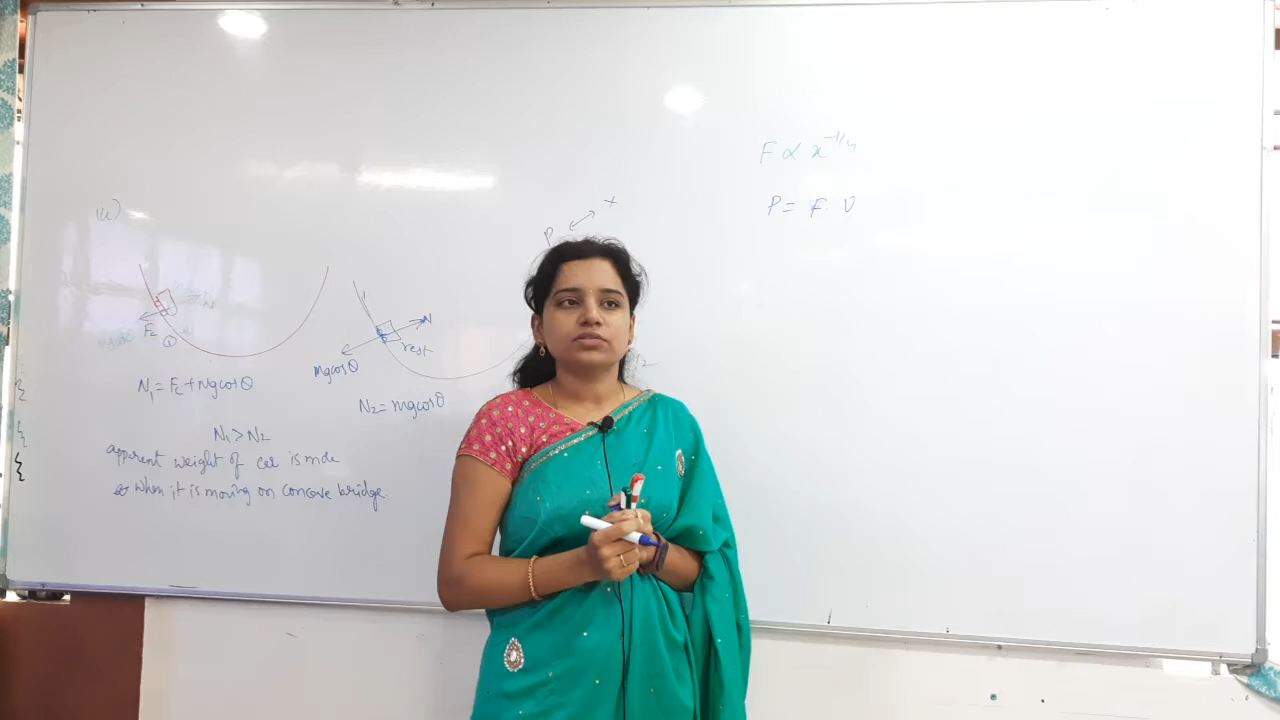 F ∝ x^-1/4
P = F. V
P
x
Fc
①
N
rest
mgcosθ
N₁ = Fc + Mgcosθ
N₂ = mgcosθ
N₁ > N₂
apparent weight of car is more
when it is moving on concave bridge.